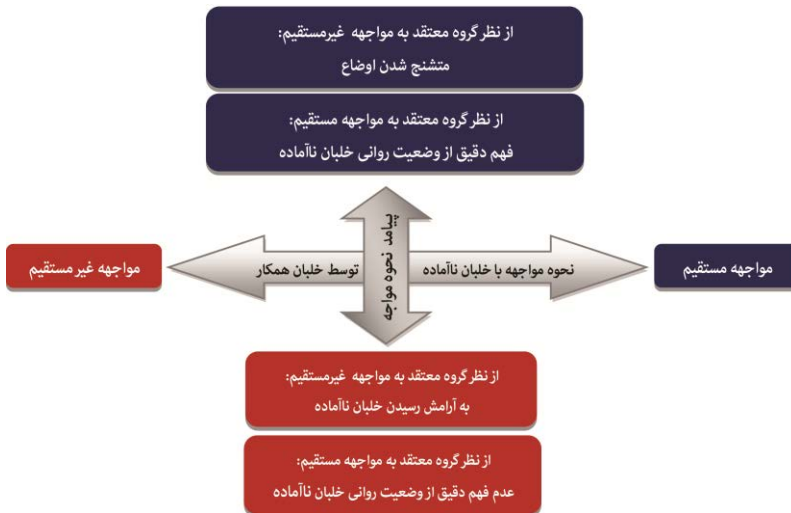 از نظر گروه معتقد به مواجهه غیرمستقیم:
متشنج شدن اوضاع
از نظر گروه معتقد به مواجهه مستقیم:
فهم دقیق از وضعیت روانی خلبان ناآماده
مواجهه مستقیم
نحوه مواجهه با خلبان ناآماده
توسط خلبان همکار
مواجهه غیر مستقیم
پیامد نحوه مواجه
از نظر گروه معتقد به مواجهه غیرمستقیم:
به آرامش رسیدن خلبان ناآماده
از نظر گروه معتقد به مواجهه مستقیم:
عدم فهم دقیق از وضعیت روانی خلبان ناآماده